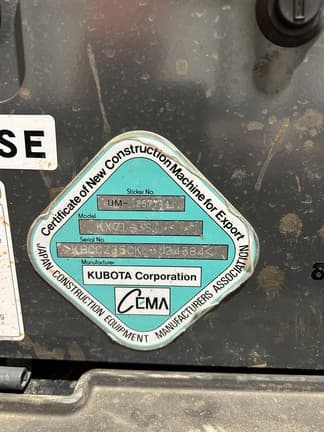 SE
Certificate of New Construction Machine for Export
Sticker No.
UM-
Model
Serial No.
Manufacturer
KUBOTA Corporation
CEMA
JAPAN CONSTRUCTION EQUIPMENT MANUFACTURERS ASSOCIATION